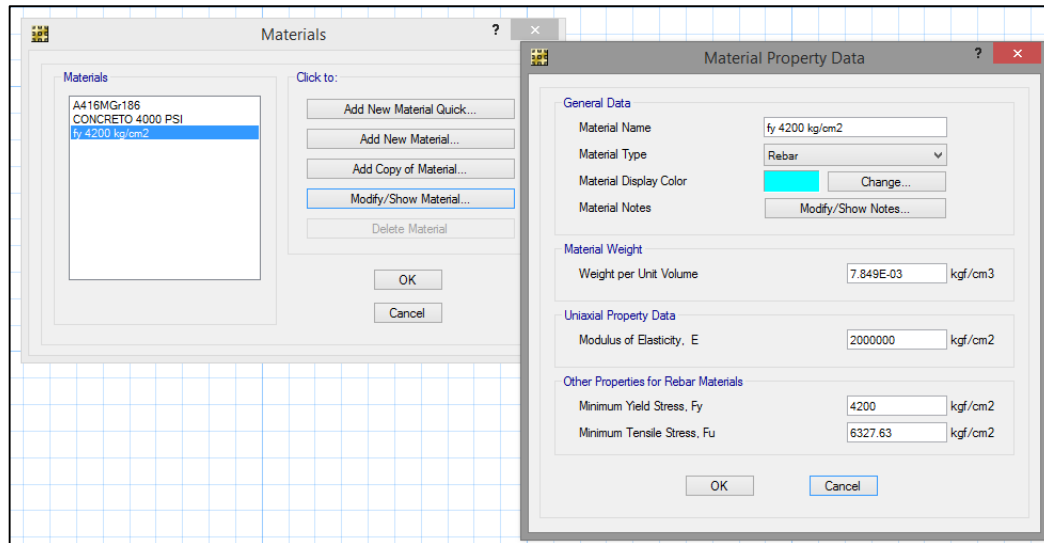 Materials
?
×
Materials
A416MGr186
CONCRETO 4000 PSI
fy 4200 kg/cm2
Click to:
Add New Material Quick...
Add New Material...
Add Copy of Material...
Modify/Show Material...
Delete Material
OK
Cancel
Material Property Data
?
×
General Data
Material Name fy 4200 kg/cm2
Material Type Rebar
Material Display Color Change...
Material Notes Modify/Show Notes...
Material Weight
Weight per Unit Volume 7.849E-03 kgf/cm3
Uniaxial Property Data
Modulus of Elasticity, E 2000000 kgf/cm2
Other Properties for Rebar Materials
Minimum Yield Stress, Fy 4200 kgf/cm2
Minimum Tensile Stress, Fu 6327.63 kgf/cm2
OK Cancel